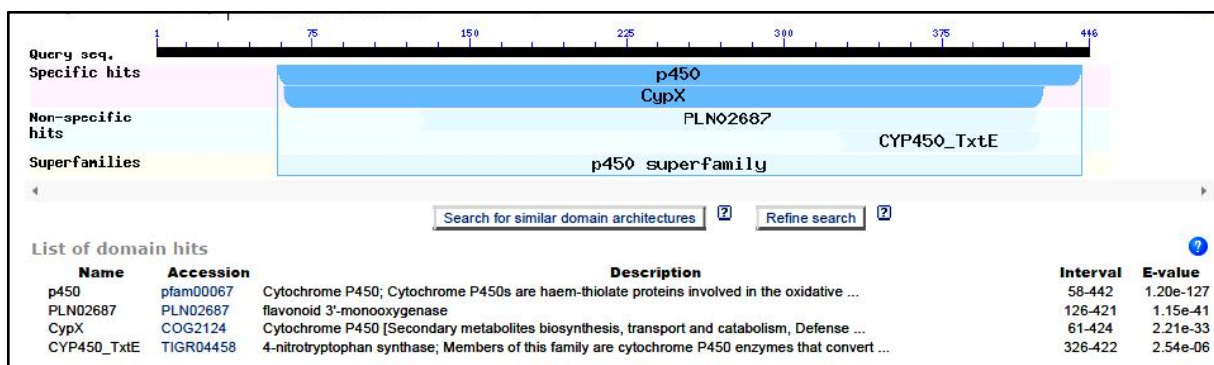 1 75 150 225 300 375 446
Query seq.
Specific hits p450
CypX
Non-specific PLN02687
hits CYP450_TxtE
Superfamilies p450 superfamily
Search for similar domain architectures ? Refine search ?
List of domain hits ?
Name Accession Description Interval E-value
p450 pfam00067 Cytochrome P450; Cytochrome P450s are haem-thiolate proteins involved in the oxidative ... 58-442 1.20e-127
PLN02687 PLN02687 flavonoid 3'-monooxygenase 126-421 1.15e-41
CypX COG2124 Cytochrome P450 [Secondary metabolites biosynthesis, transport and catabolism, Defense ... 61-424 2.21e-33
CYP450_TxtE TIGR04458 4-nitrotryptophan synthase; Members of this family are cytochrome P450 enzymes that convert ... 326-422 2.54e-06